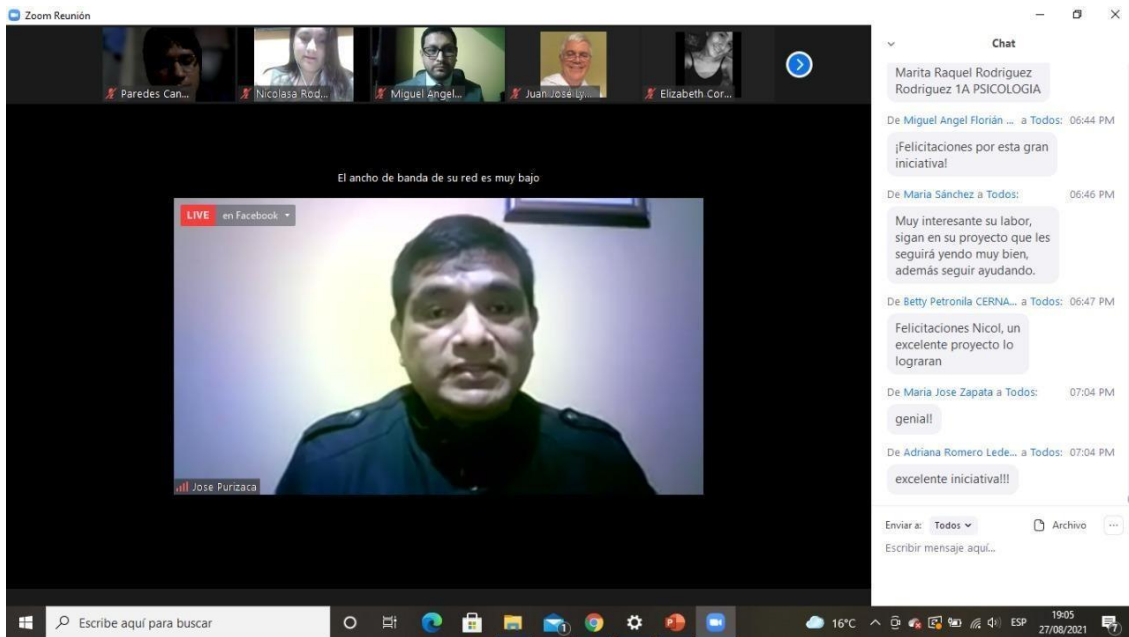 Zoom Reunión
Paredes Can...
Nicolasa Rod...
Miguel Angel...
Juan José Ly...
Elizabeth Cor...
El ancho de banda de su red es muy bajo
LIVE en Facebook
Jose Purizaca
Chat
Marita Raquel Rodriguez
Rodriguez 1A PSICOLOGIA
De Miguel Angel Florián ... a Todos: 06:44 PM
¡Felicitaciones por esta gran
iniciativa!
De María Sánchez a Todos: 06:46 PM
Muy interesante su labor,
sigan en su proyecto que les
seguirá yendo muy bien,
además seguir ayudando.
De Betty Petronila CERNA... a Todos: 06:47 PM
Felicitaciones Nicol, un
excelente proyecto lo
lograran
De Maria Jose Zapata a Todos: 07:04 PM
genial!
De Adriana Romero Lede... a Todos: 07:04 PM
excelente iniciativa!!!
Enviar a: Todos
Archivo
...
Escribir mensaje aquí...
Escribe aquí para buscar
1
16°C
ESP
19:05
27/08/2021
7